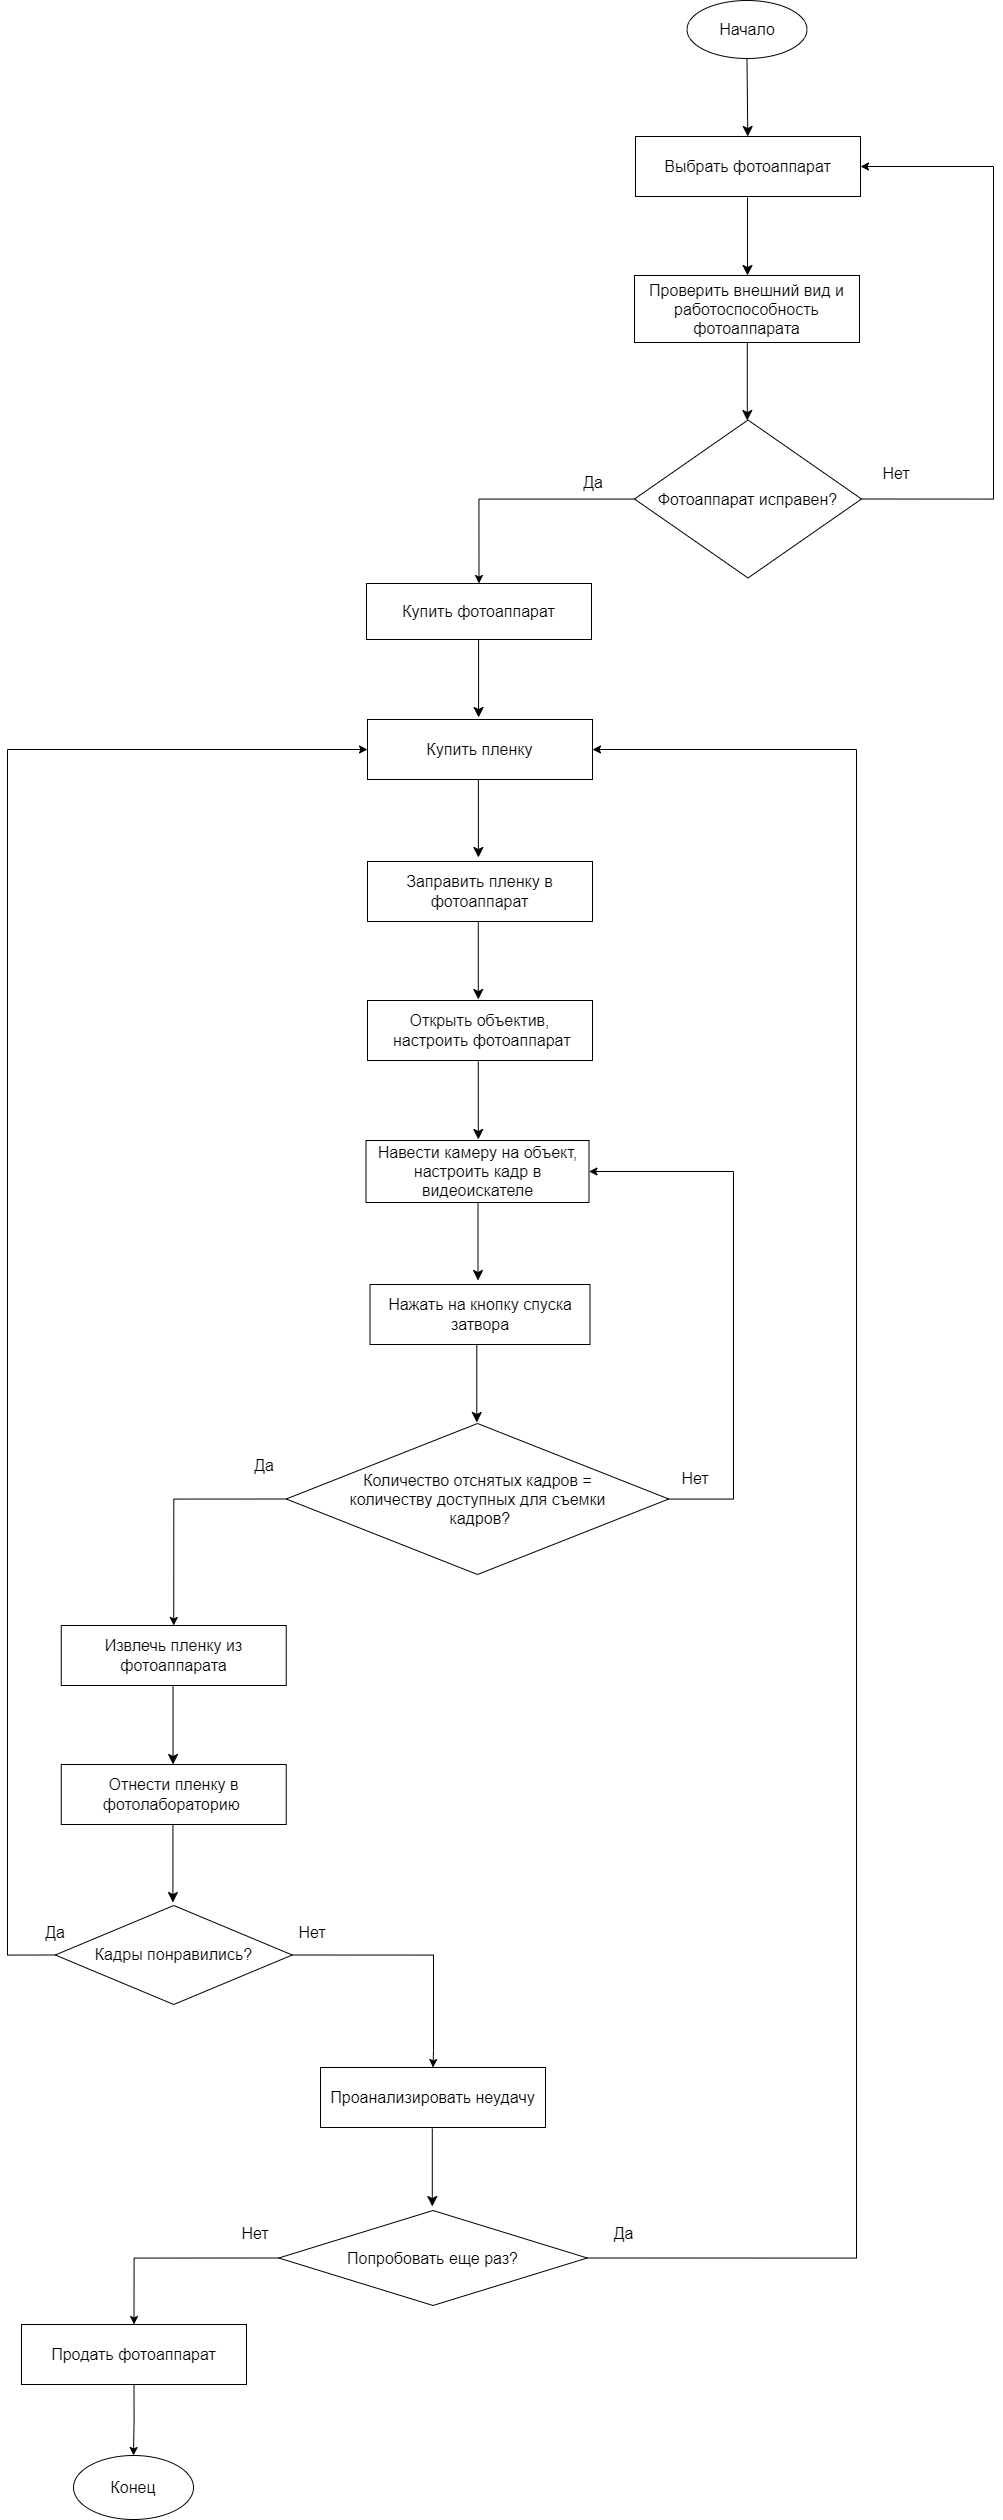 Начало
Выбрать фотоаппарат
Проверить внешний вид и
работоспособность
фотоаппарата
Фотоаппарат исправен?
Да
Нет
Купить фотоаппарат
Купить пленку
Заправить пленку в
фотоаппарат
Открыть объектив,
настроить фотоаппарат
Навести камеру на объект,
настроить кадр в
видеоискателе
Нажать на кнопку спуска
затвора
Количество отснятых кадров =
количеству доступных для съемки
кадров?
Да
Нет
Извлечь пленку из
фотоаппарата
Отнести пленку в
фотолабораторию
Кадры понравились?
Да
Нет
Проанализировать неудачу
Попробовать еще раз?
Нет
Да
Продать фотоаппарат
Конец